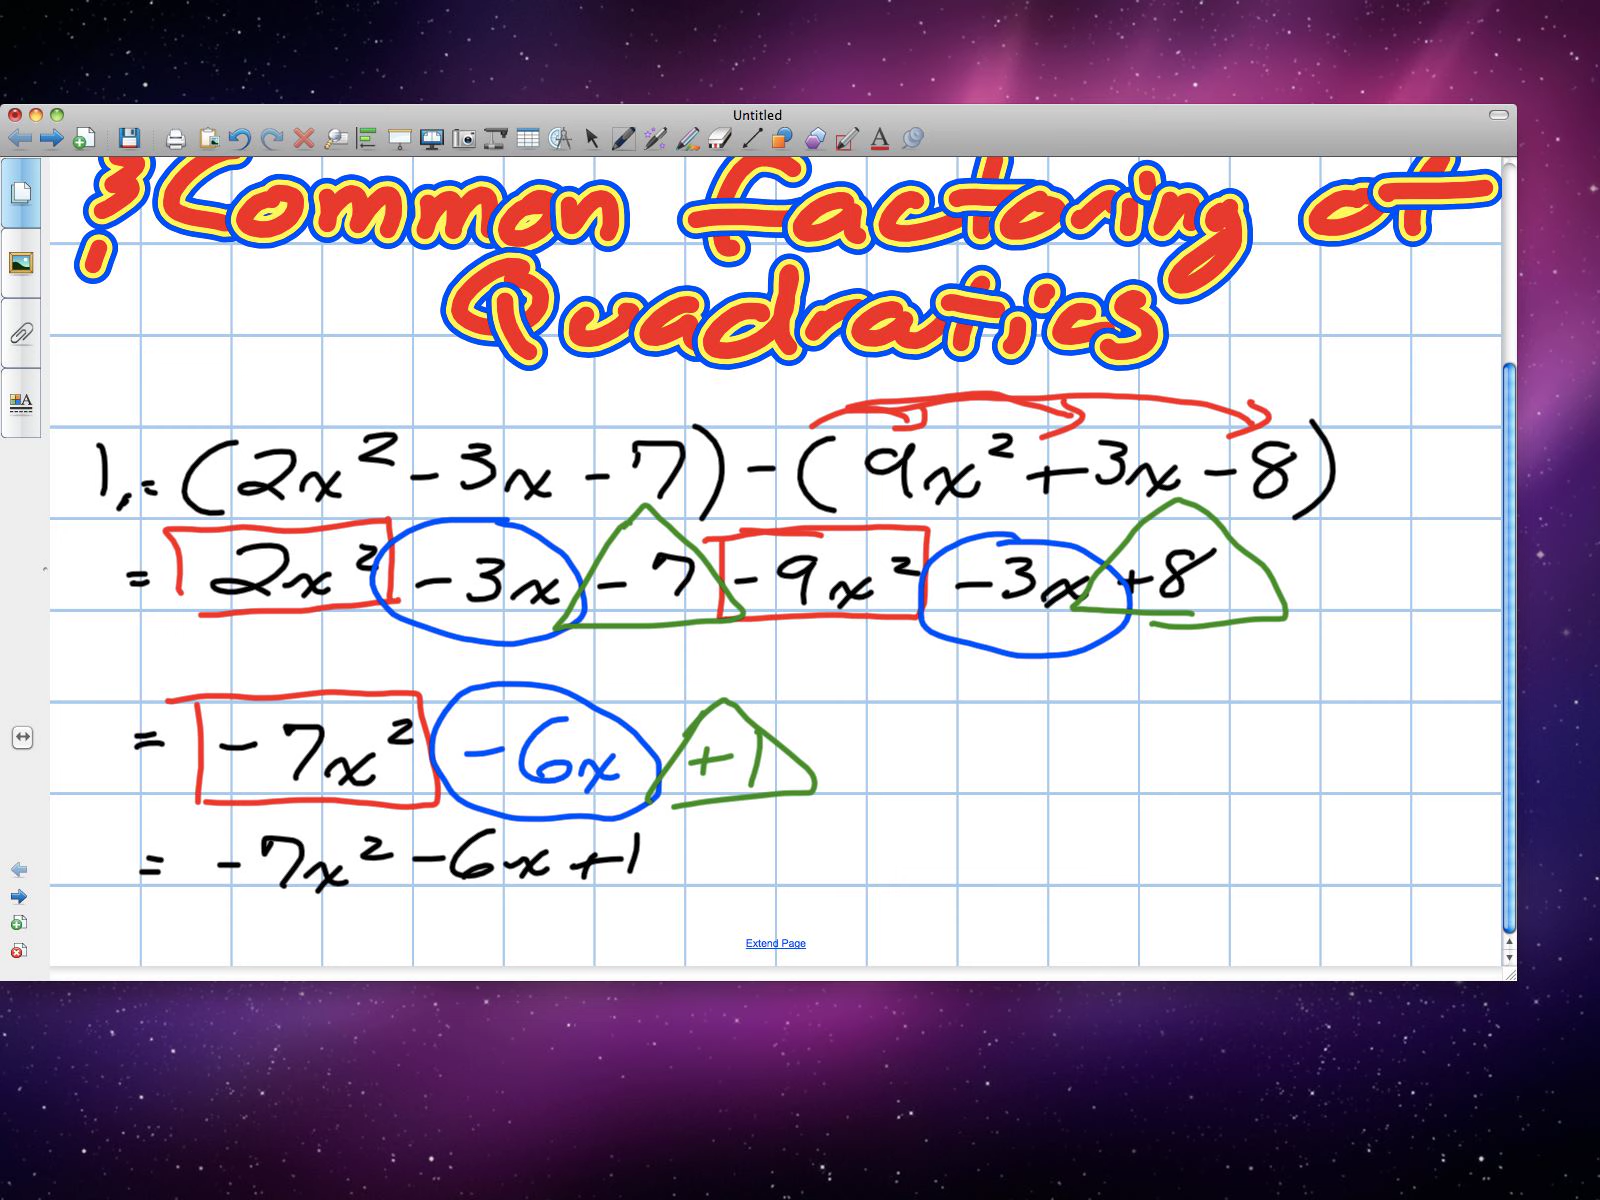 Untitled
& Common Factoring of
Quadratics
1. = (2x² - 3x - 7) - (9x² + 3x - 8)
= 2x² - 3x - 7 - 9x² - 3x + 8
= - 7x² - 6x + 1
= - 7x² - 6x + 1
Extend Page